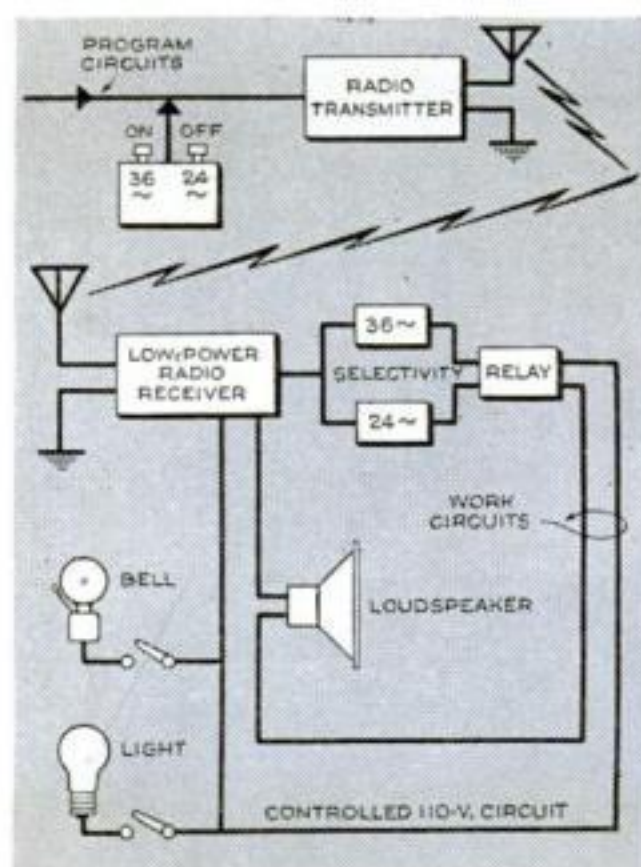 PROGRAM
CIRCUITS
RADIO
TRANSMITTER
ON OFF
36 24
~ ~
LOW-POWER
RADIO
RECEIVER
36~
SELECTIVITY
24~
RELAY
WORK
CIRCUITS
BELL
LOUDSPEAKER
LIGHT
CONTROLLED 110-V. CIRCUIT